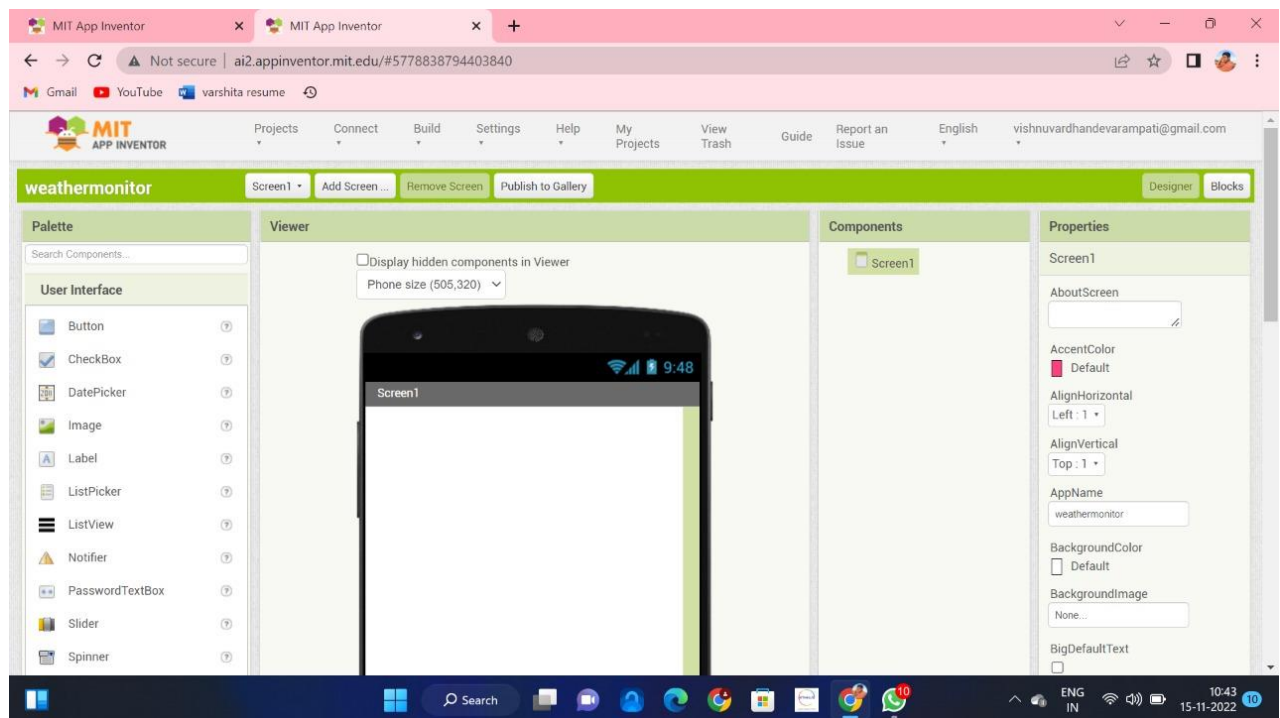 MIT App Inventor
MIT App Inventor
Not secure | ai2.appinventor.mit.edu/#5778838794403840
Gmail YouTube varshita resume
MIT
APP INVENTOR
Projects Connect Build Settings Help My Projects View Trash Guide Report an Issue English vishnuvardhandevarampati@gmail.com
weathermonitor Screen1 Add Screen ... Remove Screen Publish to Gallery Designer Blocks
Palette Viewer Components Properties
Search Components...
User Interface
Button
CheckBox
DatePicker
Image
Label
ListPicker
ListView
Notifier
PasswordTextBox
Slider
Spinner
Display hidden components in Viewer
Phone size (505,320)
9:48
Screen1
Screen1
Screen1
AboutScreen
AccentColor
Default
AlignHorizontal
Left : 1
AlignVertical
Top : 1
AppName
weathermonitor
BackgroundColor
Default
BackgroundImage
None...
BigDefaultText
Search
10
ENG
IN
10:43
15-11-2022
10